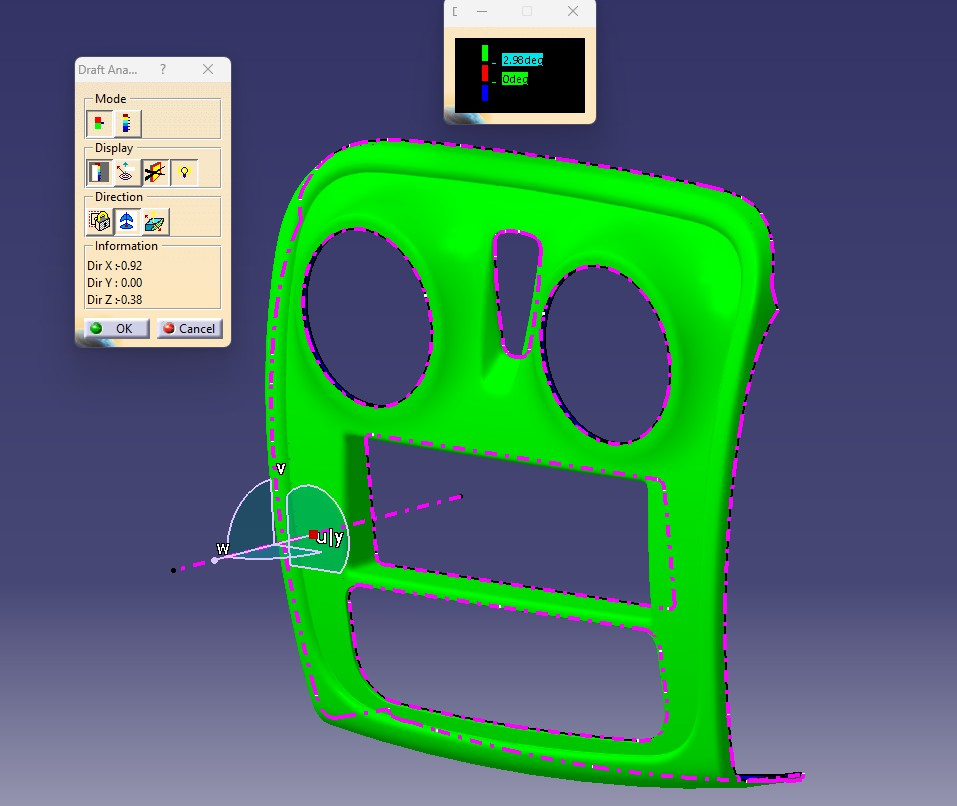 Draft Ana... ?
Mode
Display
Direction
Information
Dir X :-0.92
Dir Y : 0.00
Dir Z :-0.38
OK Cancel
2.98deg
0deg
v
w
u|y